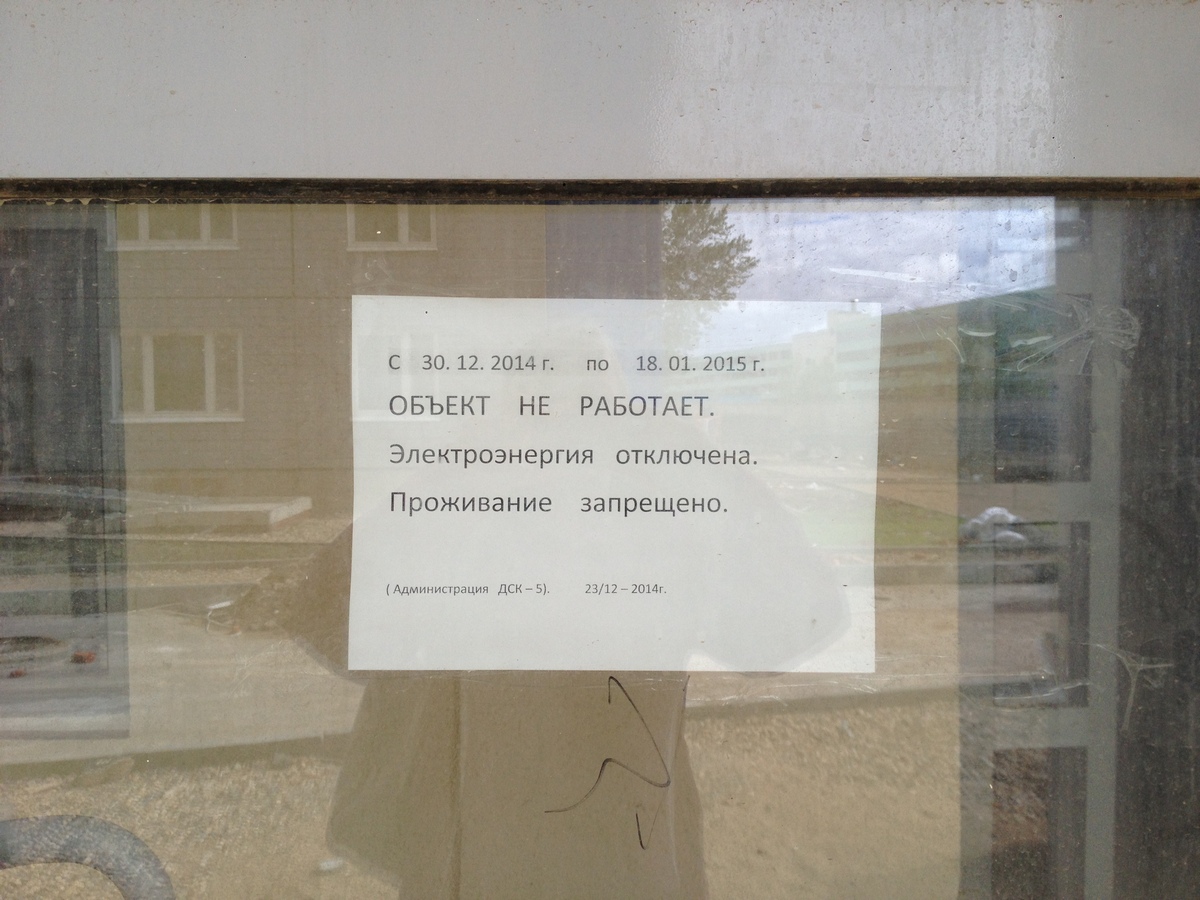 С 30. 12. 2014 г. по 18. 01. 2015 г.
ОБЪЕКТ НЕ РАБОТАЕТ.
Электроэнергия отключена.
Проживание запрещено.
( Администрация ДСК – 5). 23/12 – 2014г.